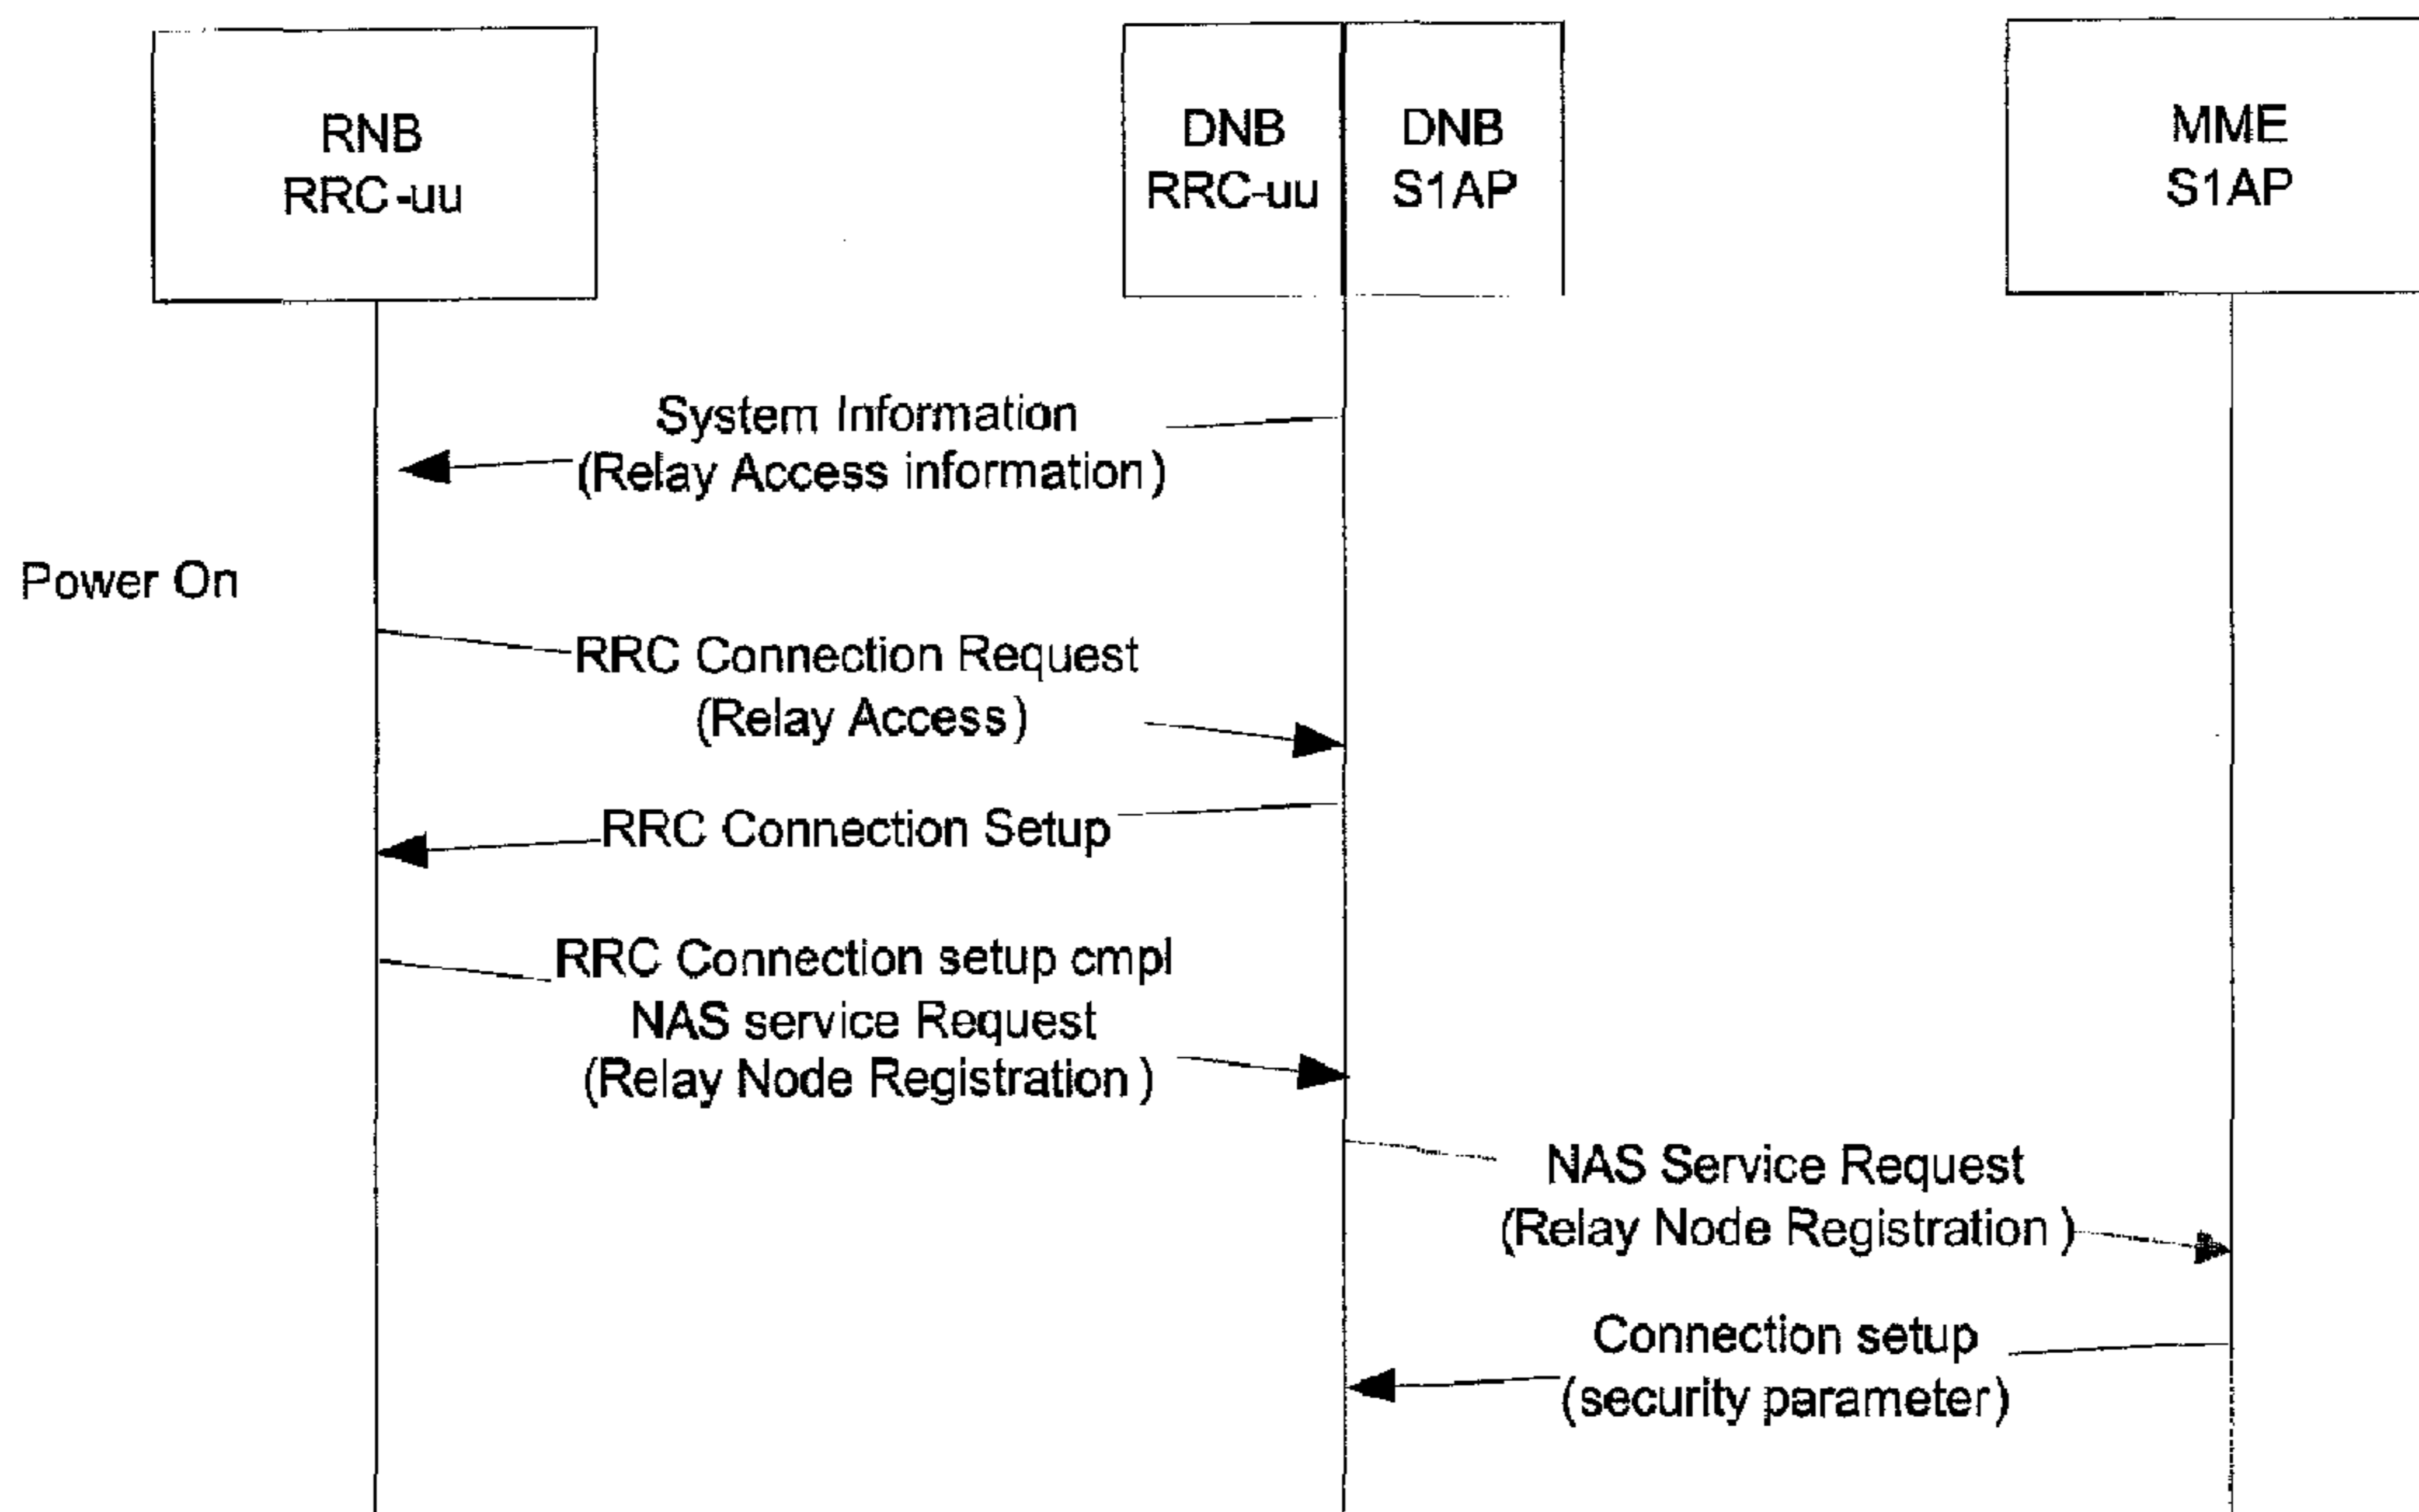 RNB
RRC-uu
DNB
RRC-uu
DNB
S1AP
MME
S1AP
System Information
(Relay Access information)
Power On
RRC Connection Request
(Relay Access)
RRC Connection Setup
RRC Connection setup cmpl
NAS service Request
(Relay Node Registration)
NAS Service Request
(Relay Node Registration)
Connection setup
(security parameter)